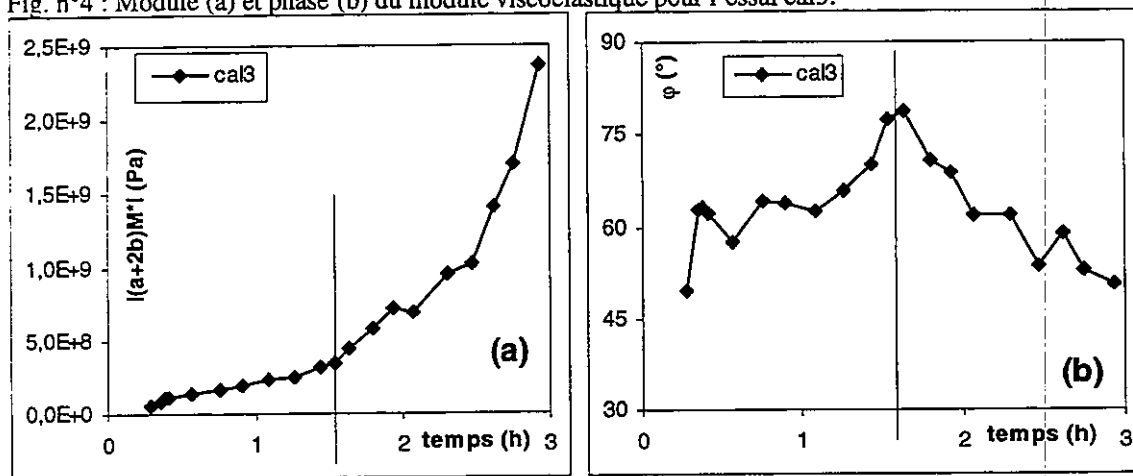 Fig. n°4 : Module (a) et phase (b) du module viscoélastique pour l'essai cal3.
2,5E+9
2,0E+9
1,5E+9
1,0E+9
5,0E+8
0,0E+0
|(a+2b)M*| (Pa)
cal3
(a)
0
1
2
3
temps (h)
90
75
60
45
30
φ (°)
cal3
(b)
0
1
2
3
temps (h)